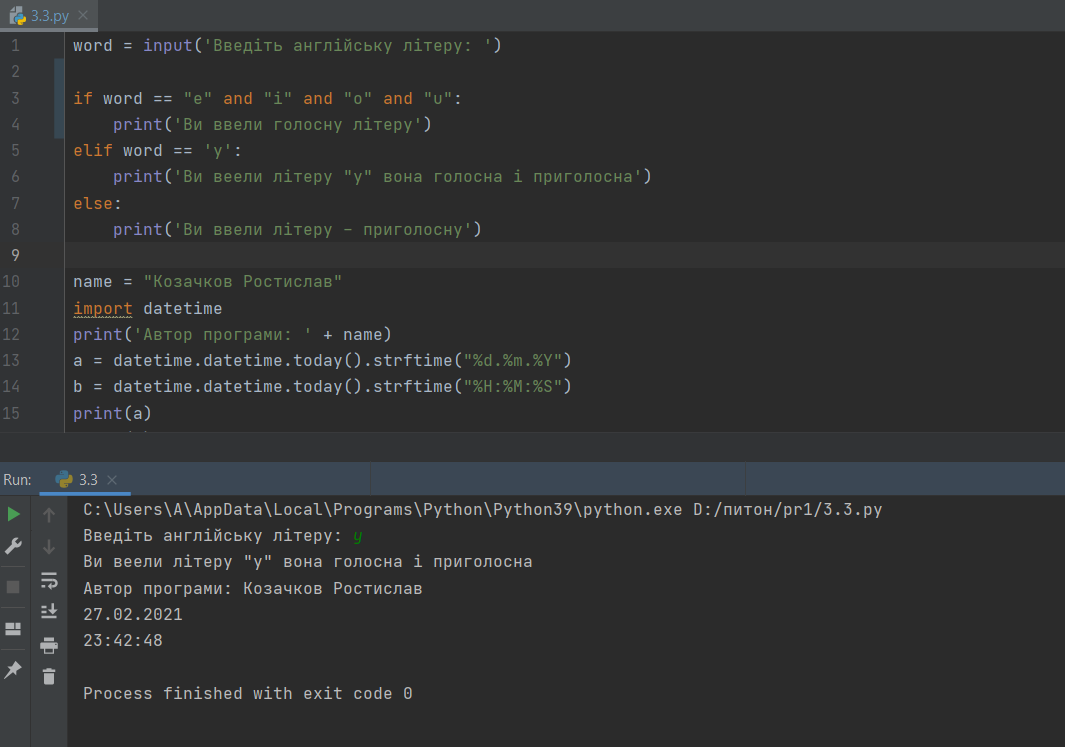 3.3.py
1 word = input('Введіть англійську літеру: ')
2
3 if word == "e" and "i" and "o" and "u":
4 print('Ви ввели голосну літеру')
5 elif word == 'y':
6 print('Ви веели літеру "y" вона голосна і приголосна')
7 else:
8 print('Ви ввели літеру - приголосну')
9
10 name = "Козачков Ростислав"
11 import datetime
12 print('Автор програми: ' + name)
13 a = datetime.datetime.today().strftime("%d.%m.%Y")
14 b = datetime.datetime.today().strftime("%H:%M:%S")
15 print(a)
Run: 3.3
C:\Users\A\AppData\Local\Programs\Python\Python39\python.exe D:/питон/pr1/3.3.py
Введіть англійську літеру: y
Ви веели літеру "y" вона голосна і приголосна
Автор програми: Козачков Ростислав
27.02.2021
23:42:48
Process finished with exit code 0